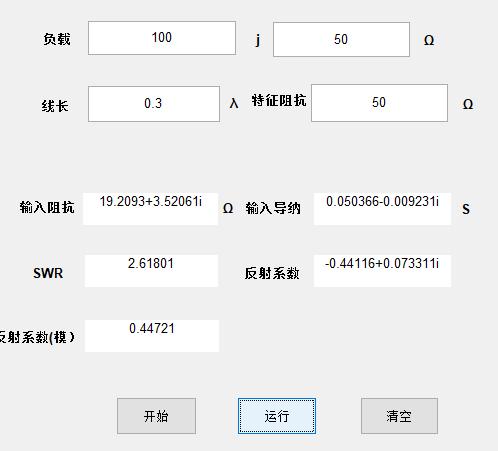 负载 100 j 50 Ω
线长 0.3 λ 特征阻抗 50 Ω
输入阻抗 19.2093+3.52061i Ω 输入导纳 0.050366-0.009231i S
SWR 2.61801 反射系数 -0.44116+0.073311i
反射系数(模) 0.44721
开始 运行 清空